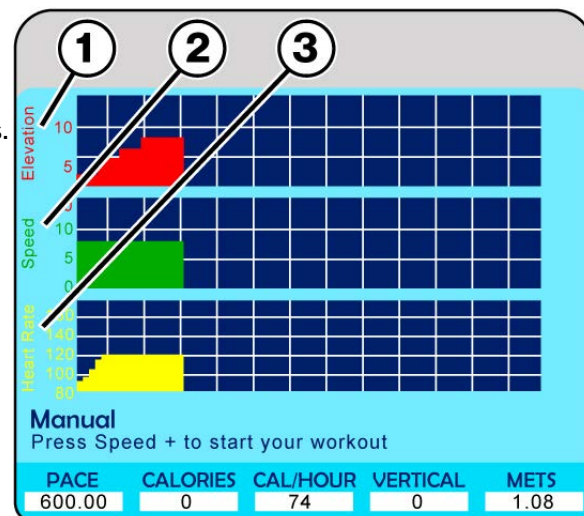 1
2
3
s.
Elevation
10
5
Speed
10
5
0
Heart Rate
140
120
100
80
Manual
Press Speed + to start your workout
PACE CALORIES CAL/HOUR VERTICAL METS
600.00 0 74 0 1.08